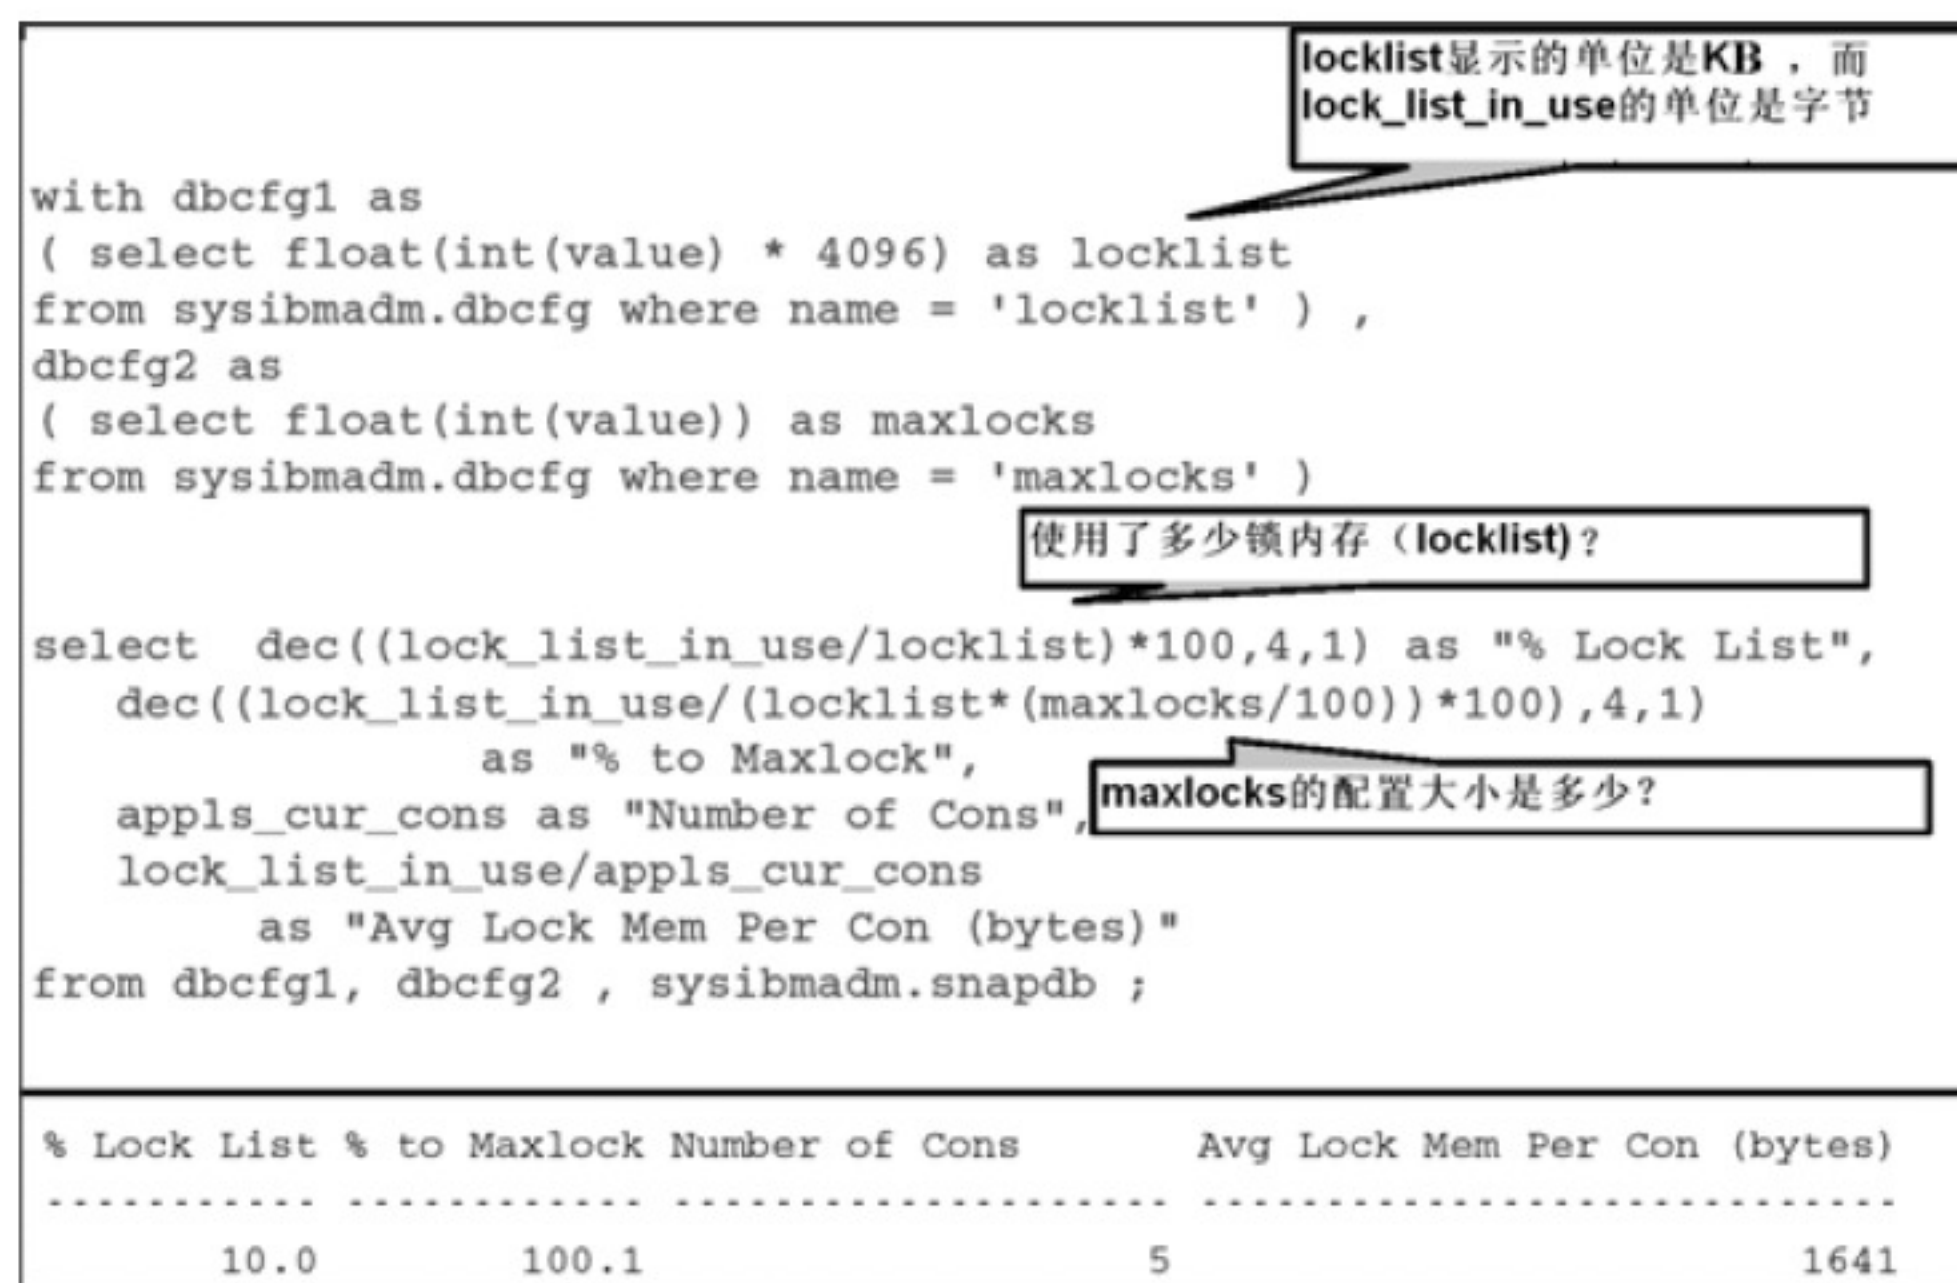 locklist显示的单位是KB ，而
lock_list_in_use的单位是字节
with dbcfg1 as
( select float(int(value) * 4096) as locklist
from sysibmadm.dbcfg where name = 'locklist' ) ,
dbcfg2 as
( select float(int(value)) as maxlocks
from sysibmadm.dbcfg where name = 'maxlocks' )
使用了多少锁内存（locklist)？
select  dec((lock_list_in_use/locklist)*100,4,1) as "% Lock List",
dec((lock_list_in_use/(locklist*(maxlocks/100))*100),4,1)
as "% to Maxlock",
maxlocks的配置大小是多少？
appls_cur_cons as "Number of Cons",
lock_list_in_use/appls_cur_cons
as "Avg Lock Mem Per Con (bytes)"
from dbcfg1, dbcfg2 , sysibmadm.snapdb ;
% Lock List % to Maxlock Number of Cons Avg Lock Mem Per Con (bytes)
----------- ------------ -------------------- ----------------------------
10.0 100.1 5 1641